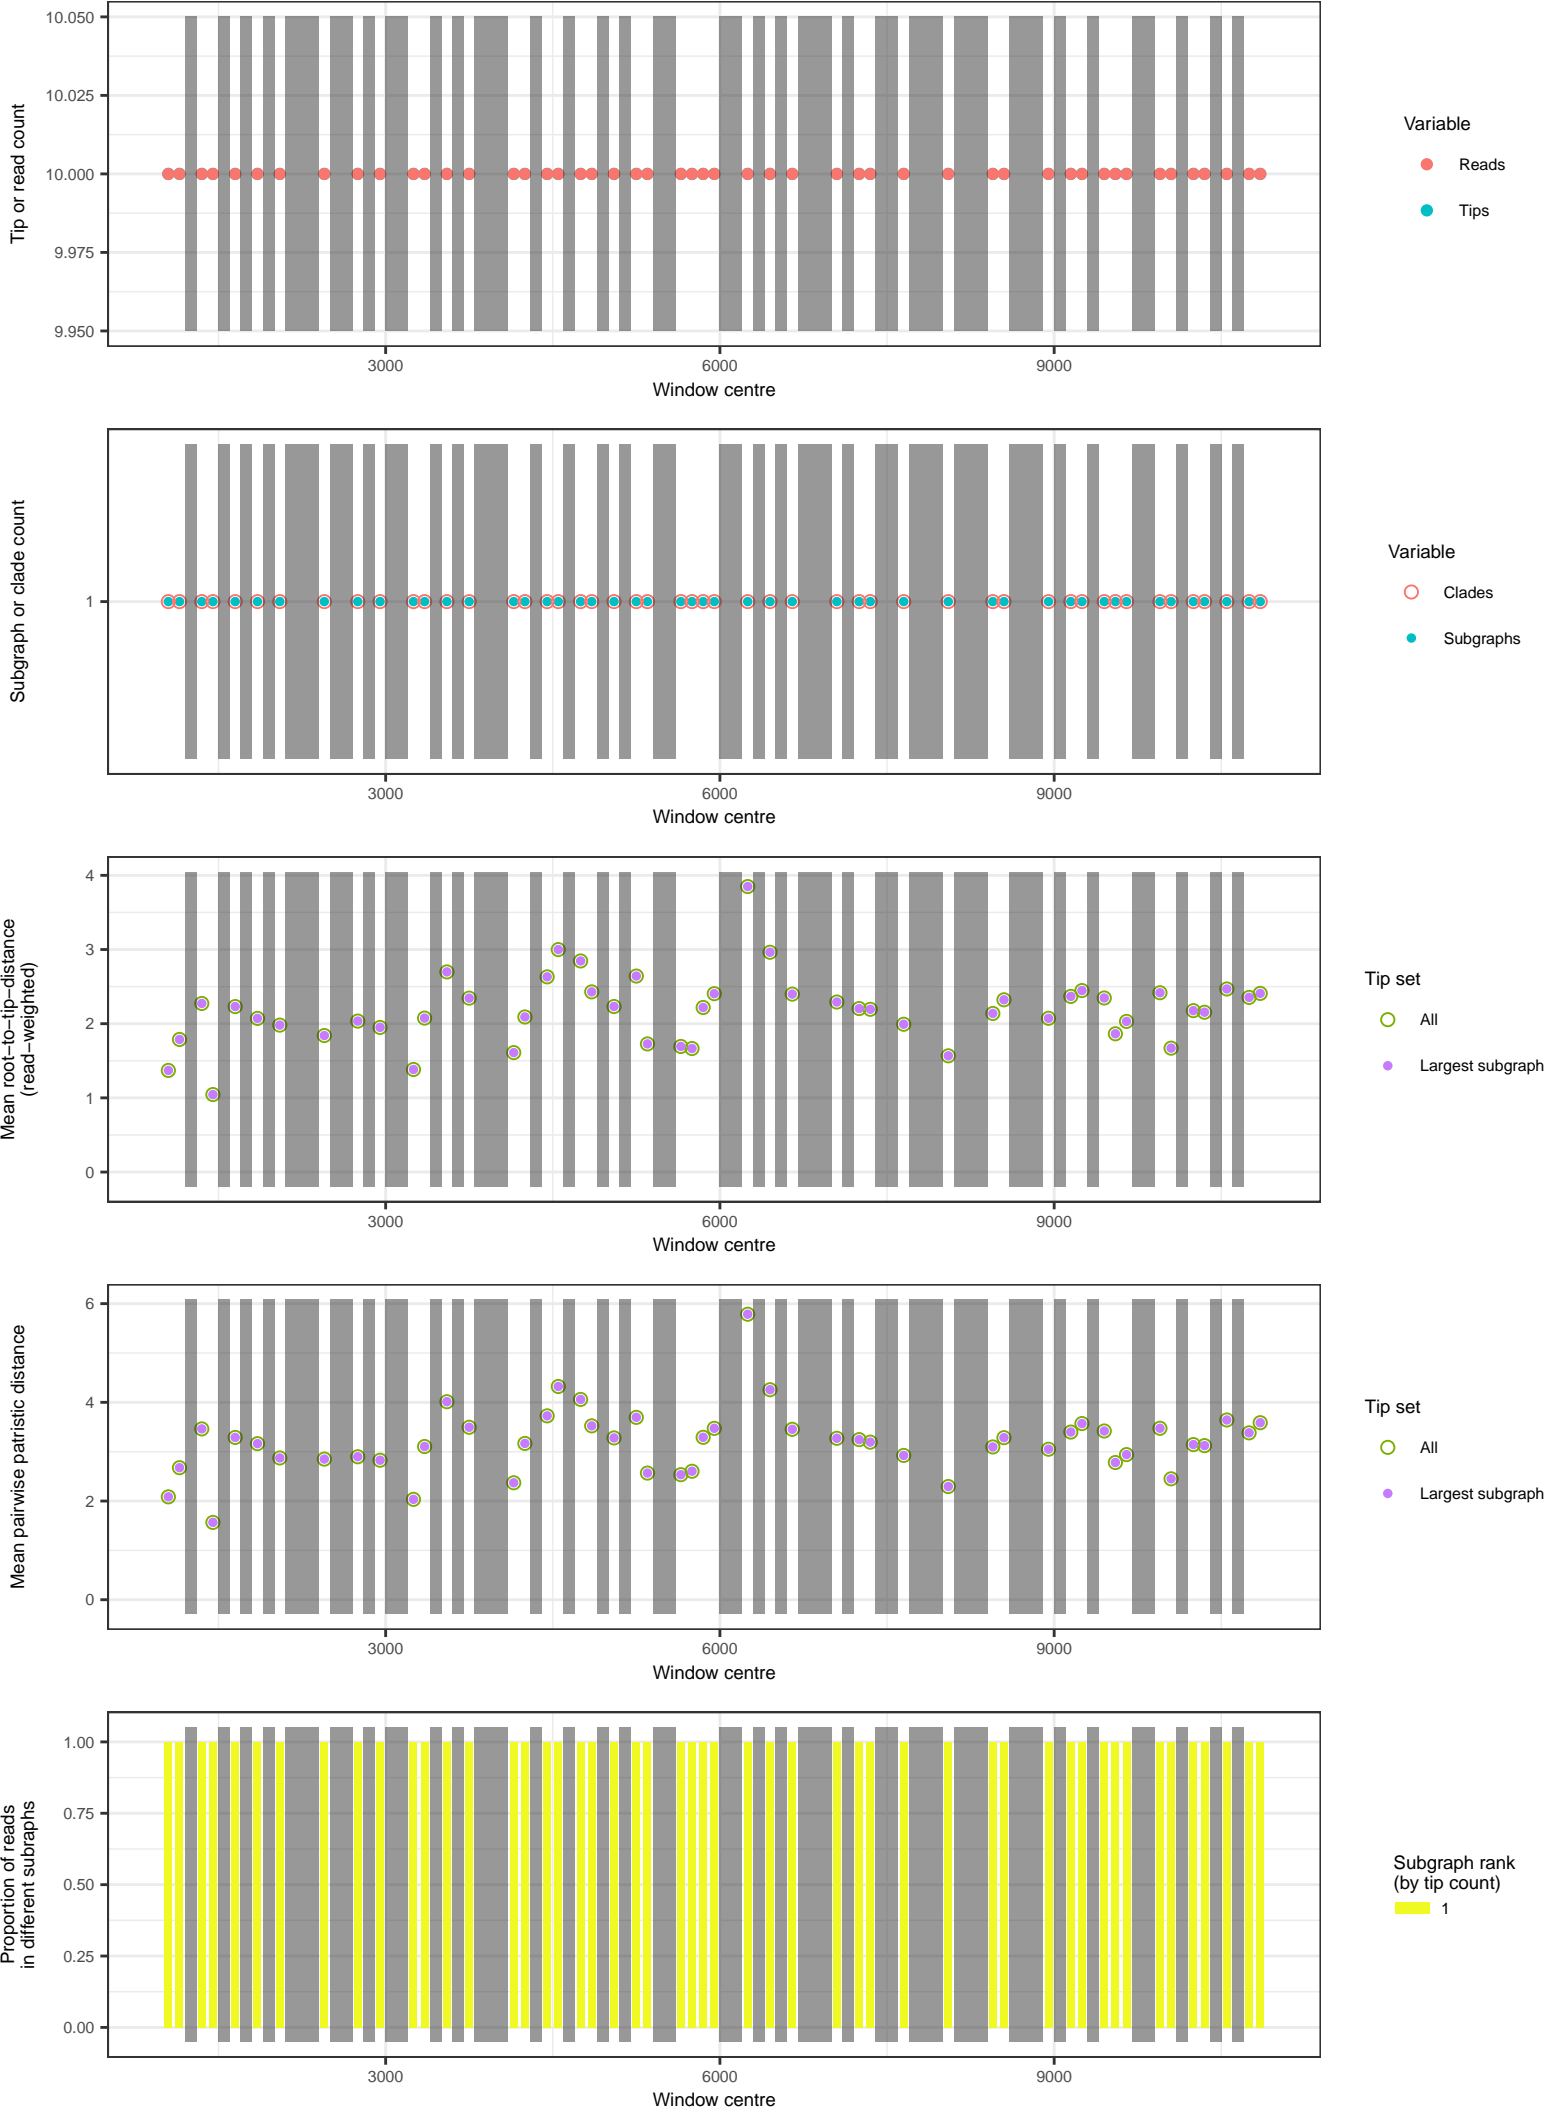 10.050
10.025
10.000
9.975
9.950
Tip or read count
3000
6000
9000
Window centre
Variable
Reads
Tips
1
Subgraph or clade count
3000
6000
9000
Window centre
Variable
Clades
Subgraphs
4
3
2
1
0
Mean root−to−tip−distance
(read−weighted)
3000
6000
9000
Window centre
Tip set
All
Largest subgraph
6
4
2
0
Mean pairwise patristic distance
3000
6000
9000
Window centre
Tip set
All
Largest subgraph
1.00
0.75
0.50
0.25
0.00
Proportion of reads
in different subraphs
3000
6000
9000
Window centre
Subgraph rank
(by tip count)
1